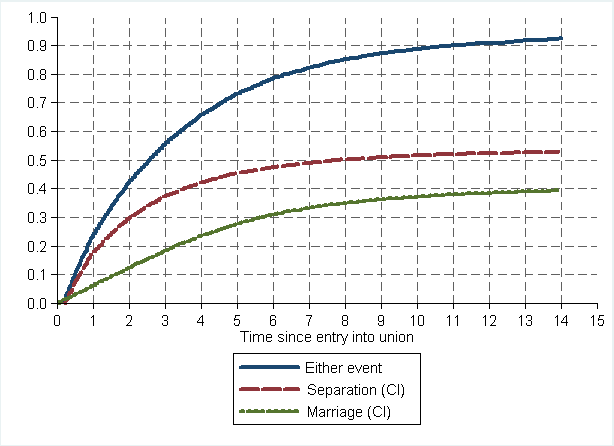 1.0
0.9
0.8
0.7
0.6
0.5
0.4
0.3
0.2
0.1
0.0
0 1 2 3 4 5 6 7 8 9 10 11 12 13 14 15
Time since entry into union
Either event
Separation (CI)
Marriage (CI)